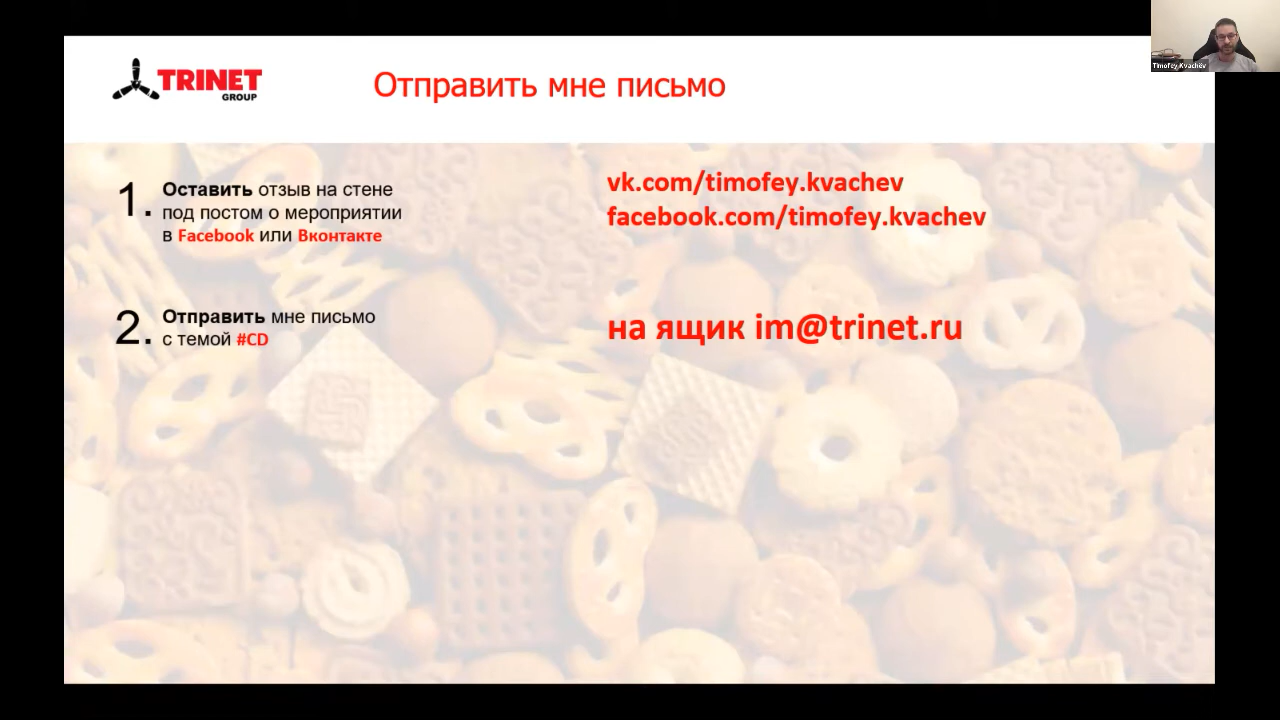 TRINET
GROUP
Отправить мне письмо
Timofey Kvachëv
1. Оставить отзыв на стене
под постом о мероприятии
в Facebook или Вконтакте
vk.com/timofey.kvachev
facebook.com/timofey.kvachev
2. Отправить мне письмо
с темой #CD
на ящик im@trinet.ru